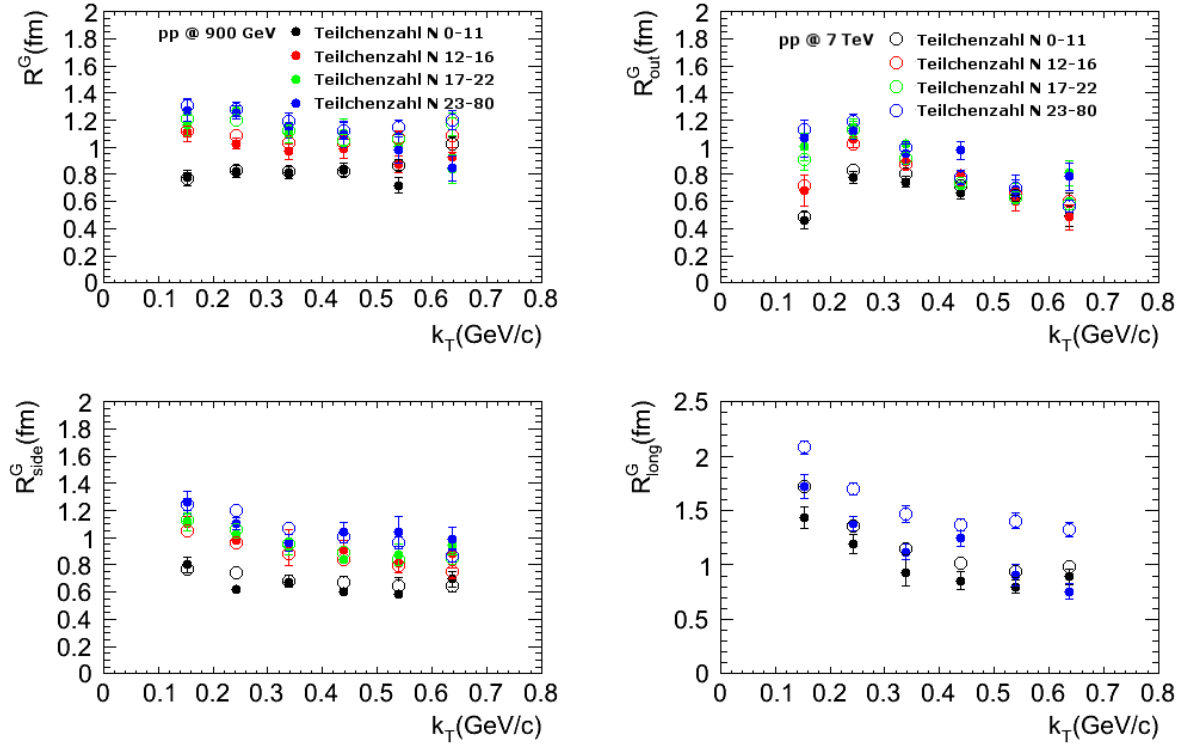 R^G(fm)
pp @ 900 GeV
Teilchenzahl N 0-11
Teilchenzahl N 12-16
Teilchenzahl N 17-22
Teilchenzahl N 23-80
2
1.8
1.6
1.4
1.2
1
0.8
0.6
0.4
0.2
0
0 0.1 0.2 0.3 0.4 0.5 0.6 0.7 0.8
k_T(GeV/c)
R^G_out(fm)
pp @ 7 TeV
Teilchenzahl N 0-11
Teilchenzahl N 12-16
Teilchenzahl N 17-22
Teilchenzahl N 23-80
2
1.8
1.6
1.4
1.2
1
0.8
0.6
0.4
0.2
0
0 0.1 0.2 0.3 0.4 0.5 0.6 0.7 0.8
k_T(GeV/c)
R^G_side(fm)
2
1.8
1.6
1.4
1.2
1
0.8
0.6
0.4
0.2
0
0 0.1 0.2 0.3 0.4 0.5 0.6 0.7 0.8
k_T(GeV/c)
R^G_long(fm)
2.5
2
1.5
1
0.5
0
0 0.1 0.2 0.3 0.4 0.5 0.6 0.7 0.8
k_T(GeV/c)